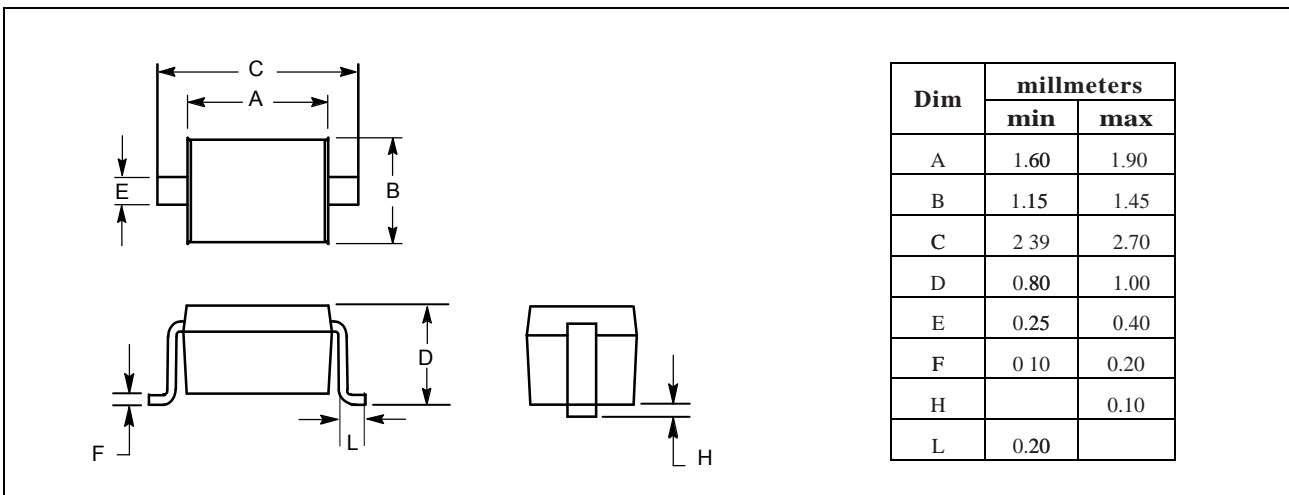 C
A
E
B
D
F
L
H
Dim millmeters
min max
A 1.60 1.90
B 1.15 1.45
C 2 39 2.70
D 0.80 1.00
E 0.25 0.40
F 0 10 0.20
H 0.10
L 0.20